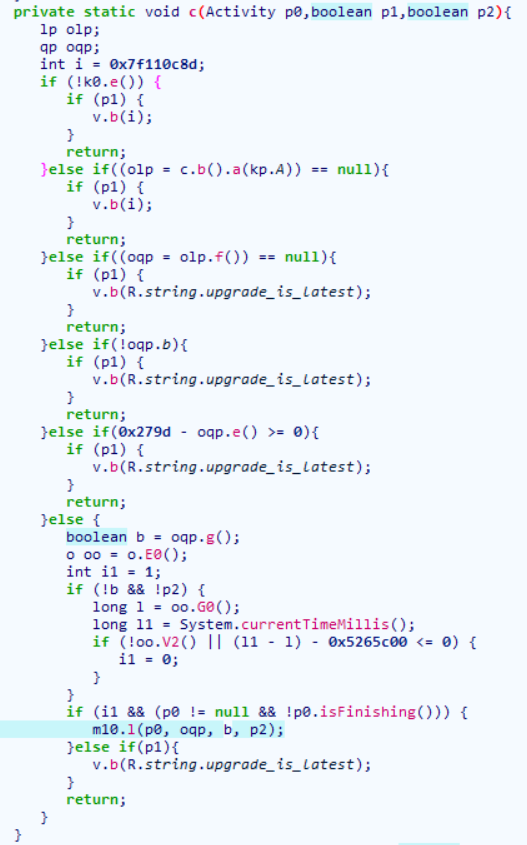 private static void c(Activity p0,boolean p1,boolean p2){
lp olp;
qp oqp;
int i = 0x7f110c8d;
if (!k0.e()) {
if (p1) {
v.b(i);
}
return;
}else if((olp = c.b().a(kp.A)) == null){
if (p1) {
v.b(i);
}
return;
}else if((oqp = olp.f()) == null){
if (p1) {
v.b(R.string.upgrade_is_latest);
}
return;
}else if(!oqp.b){
if (p1) {
v.b(R.string.upgrade_is_latest);
}
return;
}else if(0x279d - oqp.e() >= 0){
if (p1) {
v.b(R.string.upgrade_is_latest);
}
return;
}else {
boolean b = oqp.g();
o oo = o.E0();
int i1 = 1;
if (!b && !p2) {
long l = oo.G0();
long l1 = System.currentTimeMillis();
if (!oo.V2() || (l1 - l) - 0x5265c00 <= 0) {
i1 = 0;
}
}
if (i1 && (p0 != null && !p0.isFinishing())) {
m10.l(p0, oqp, b, p2);
}else if(p1){
v.b(R.string.upgrade_is_latest);
}
return;
}
}